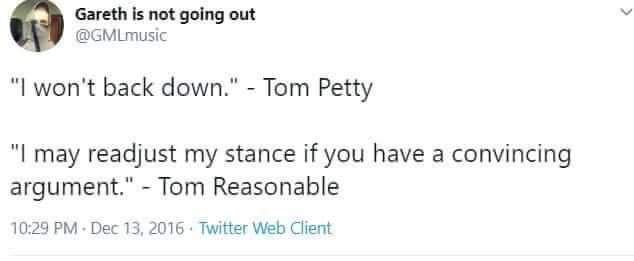 Gareth is not going out
@GMLmusic
"I won't back down." - Tom Petty
"I may readjust my stance if you have a convincing
argument." - Tom Reasonable
10:29 PM · Dec 13, 2016 · Twitter Web Client